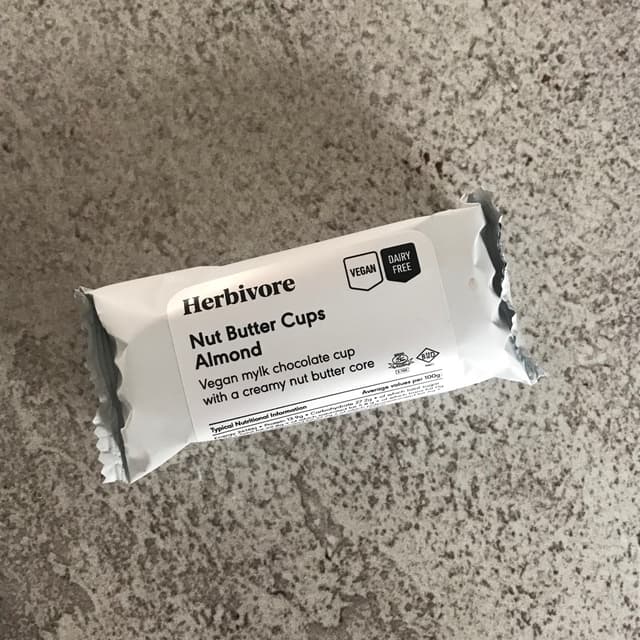 Herbivore
VEGAN
DAIRY
FREE
Nut Butter Cups
Almond
Vegan mylk chocolate cup
with a creamy nut butter core
BUD
Typical Nutritional Information
Average values per 100g